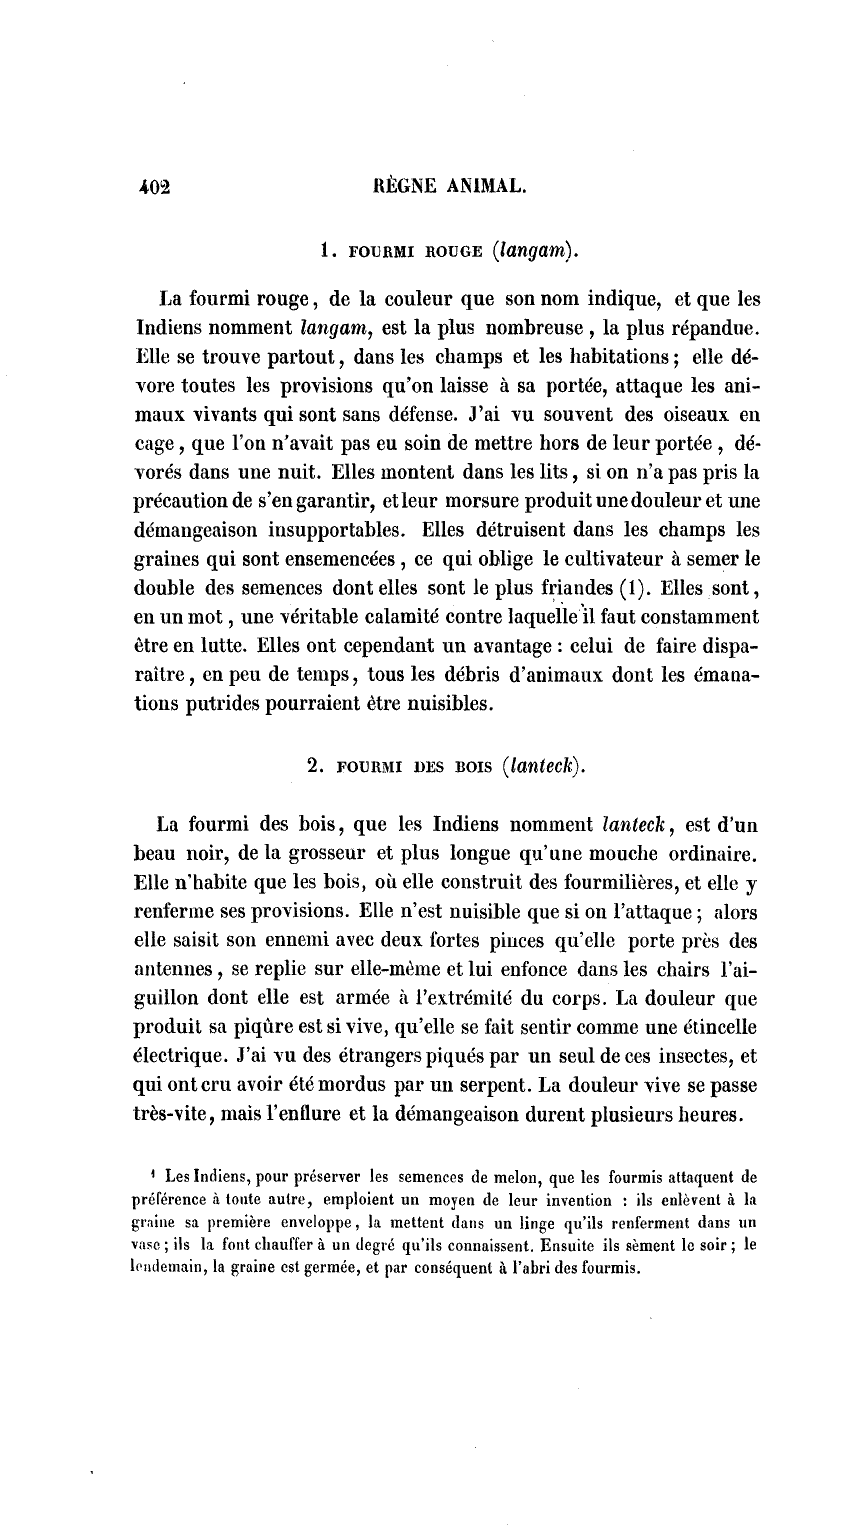 402 RÈGNE ANIMAL.
1. FOURMI ROUGE (langam).
La fourmi rouge, de la couleur que son nom indique, et que les
Indiens nomment langam, est la plus nombreuse, la plus répandue.
Elle se trouve partout, dans les champs et les habitations; elle dé-
vore toutes les provisions qu'on laisse à sa portée, attaque les ani-
maux vivants qui sont sans défense. J'ai vu souvent des oiseaux en
cage, que l'on n'avait pas eu soin de mettre hors de leur portée, dé-
vorés dans une nuit. Elles montent dans les lits, si on n'a pas pris la
précaution de s'en garantir, et leur morsure produit une douleur et une
démangeaison insupportables. Elles détruisent dans les champs les
graines qui sont ensemencées, ce qui oblige le cultivateur à semer le
double des semences dont elles sont le plus friandes (1). Elles sont,
en un mot, une véritable calamité contre laquelle il faut constamment
être en lutte. Elles ont cependant un avantage : celui de faire dispa-
raître, en peu de temps, tous les débris d'animaux dont les émana-
tions putrides pourraient être nuisibles.
2. FOURMI DES BOIS (lanteck).
La fourmi des bois, que les Indiens nomment lanteck, est d'un
beau noir, de la grosseur et plus longue qu'une mouche ordinaire.
Elle n'habite que les bois, où elle construit des fourmilières, et elle y
renferme ses provisions. Elle n'est nuisible que si on l'attaque; alors
elle saisit son ennemi avec deux fortes pinces qu'elle porte près des
antennes, se replie sur elle-même et lui enfonce dans les chairs l'ai-
guillon dont elle est armée à l'extrémité du corps. La douleur que
produit sa piqûre est si vive, qu'elle se fait sentir comme une étincelle
électrique. J'ai vu des étrangers piqués par un seul de ces insectes, et
qui ont cru avoir été mordus par un serpent. La douleur vive se passe
très-vite, mais l'enflure et la démangeaison durent plusieurs heures.
¹ Les Indiens, pour préserver les semences de melon, que les fourmis attaquent de
préférence à toute autre, emploient un moyen de leur invention : ils enlèvent à la
graine sa première enveloppe, la mettent dans un linge qu'ils renferment dans un
vase; ils la font chauffer à un degré qu'ils connaissent. Ensuite ils sèment le soir; le
lendemain, la graine est germée, et par conséquent à l'abri des fourmis.